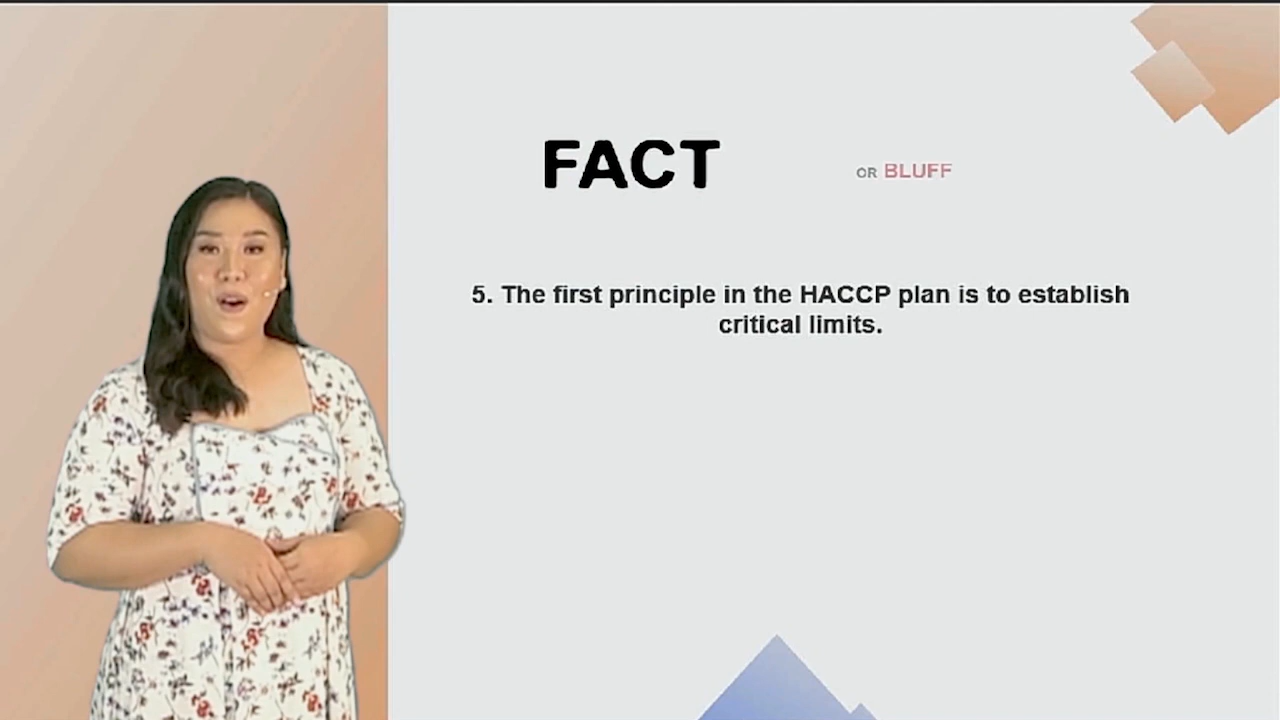 FACT OR BLUFF
5. The first principle in the HACCP plan is to establish
critical limits.